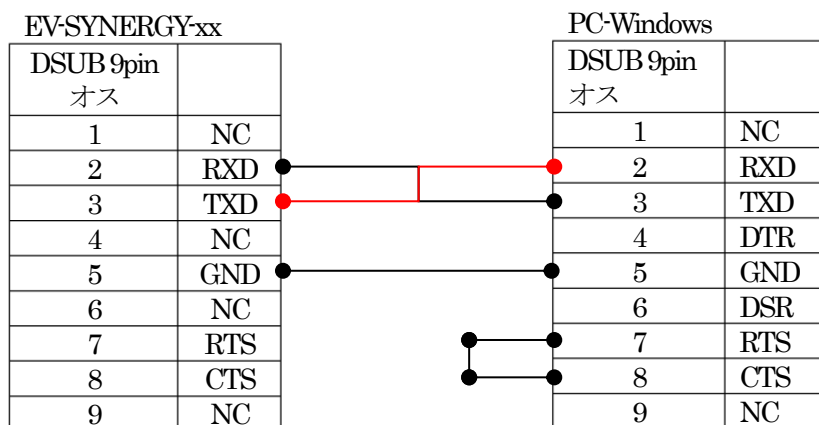 EV-SYNERGY-xx
DSUB 9pin
オス
1 NC
2 RXD
3 TXD
4 NC
5 GND
6 NC
7 RTS
8 CTS
9 NC
PC-Windows
DSUB 9pin
オス
1 NC
2 RXD
3 TXD
4 DTR
5 GND
6 DSR
7 RTS
8 CTS
9 NC